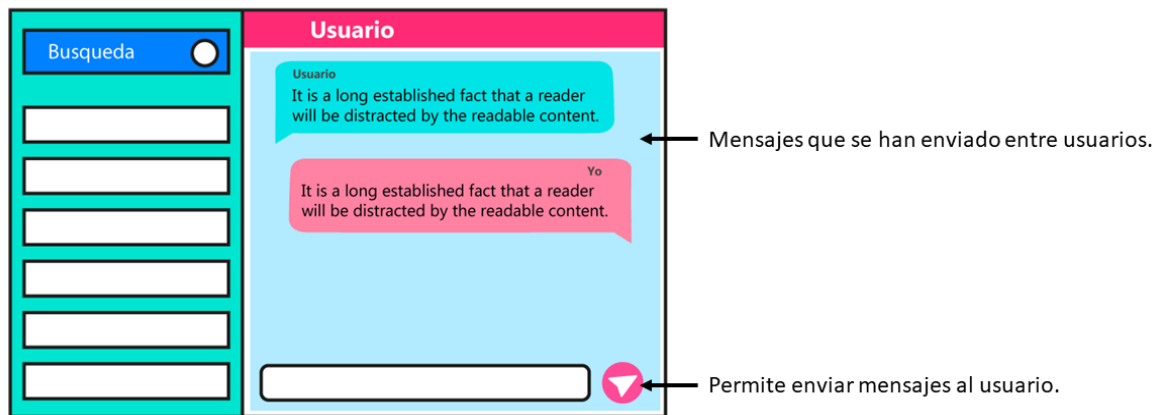 Busqueda
Usuario
Usuario
It is a long established fact that a reader
will be distracted by the readable content.
Mensajes que se han enviado entre usuarios.
Yo
It is a long established fact that a reader
will be distracted by the readable content.
Permite enviar mensajes al usuario.